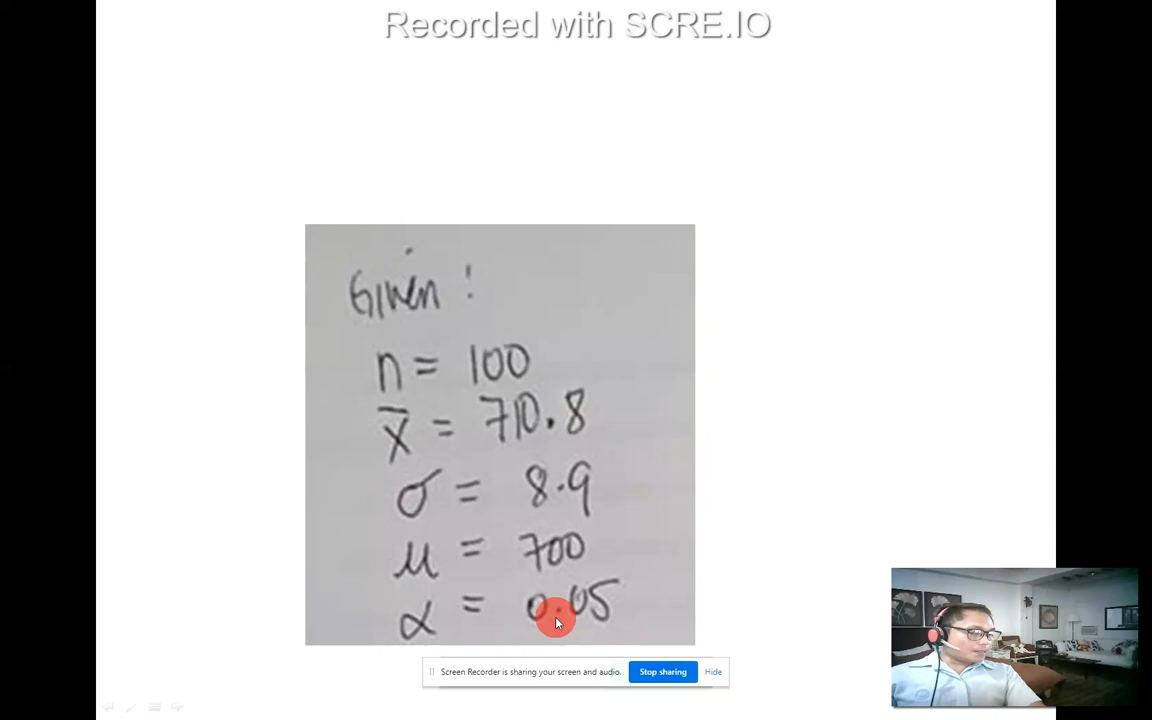 Recorded with SCRE.IO
Given :
n = 100
x̄ = 710.8
σ = 8.9
μ = 700
α = 0.05
Screen Recorder is sharing your screen and audio. Stop sharing Hide